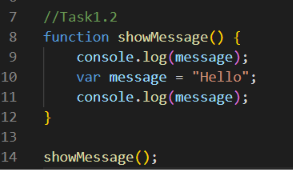 7 //Task1.2
8 function showMessage() {
9 console.log(message);
10 var message = "Hello";
11 console.log(message);
12 }
13
14 showMessage();